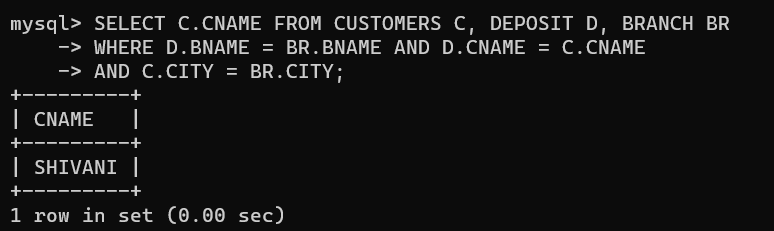 mysql> SELECT C.CNAME FROM CUSTOMERS C, DEPOSIT D, BRANCH BR
    -> WHERE D.BNAME = BR.BNAME AND D.CNAME = C.CNAME
    -> AND C.CITY = BR.CITY;
+---------+
| CNAME   |
+---------+
| SHIVANI |
+---------+
1 row in set (0.00 sec)